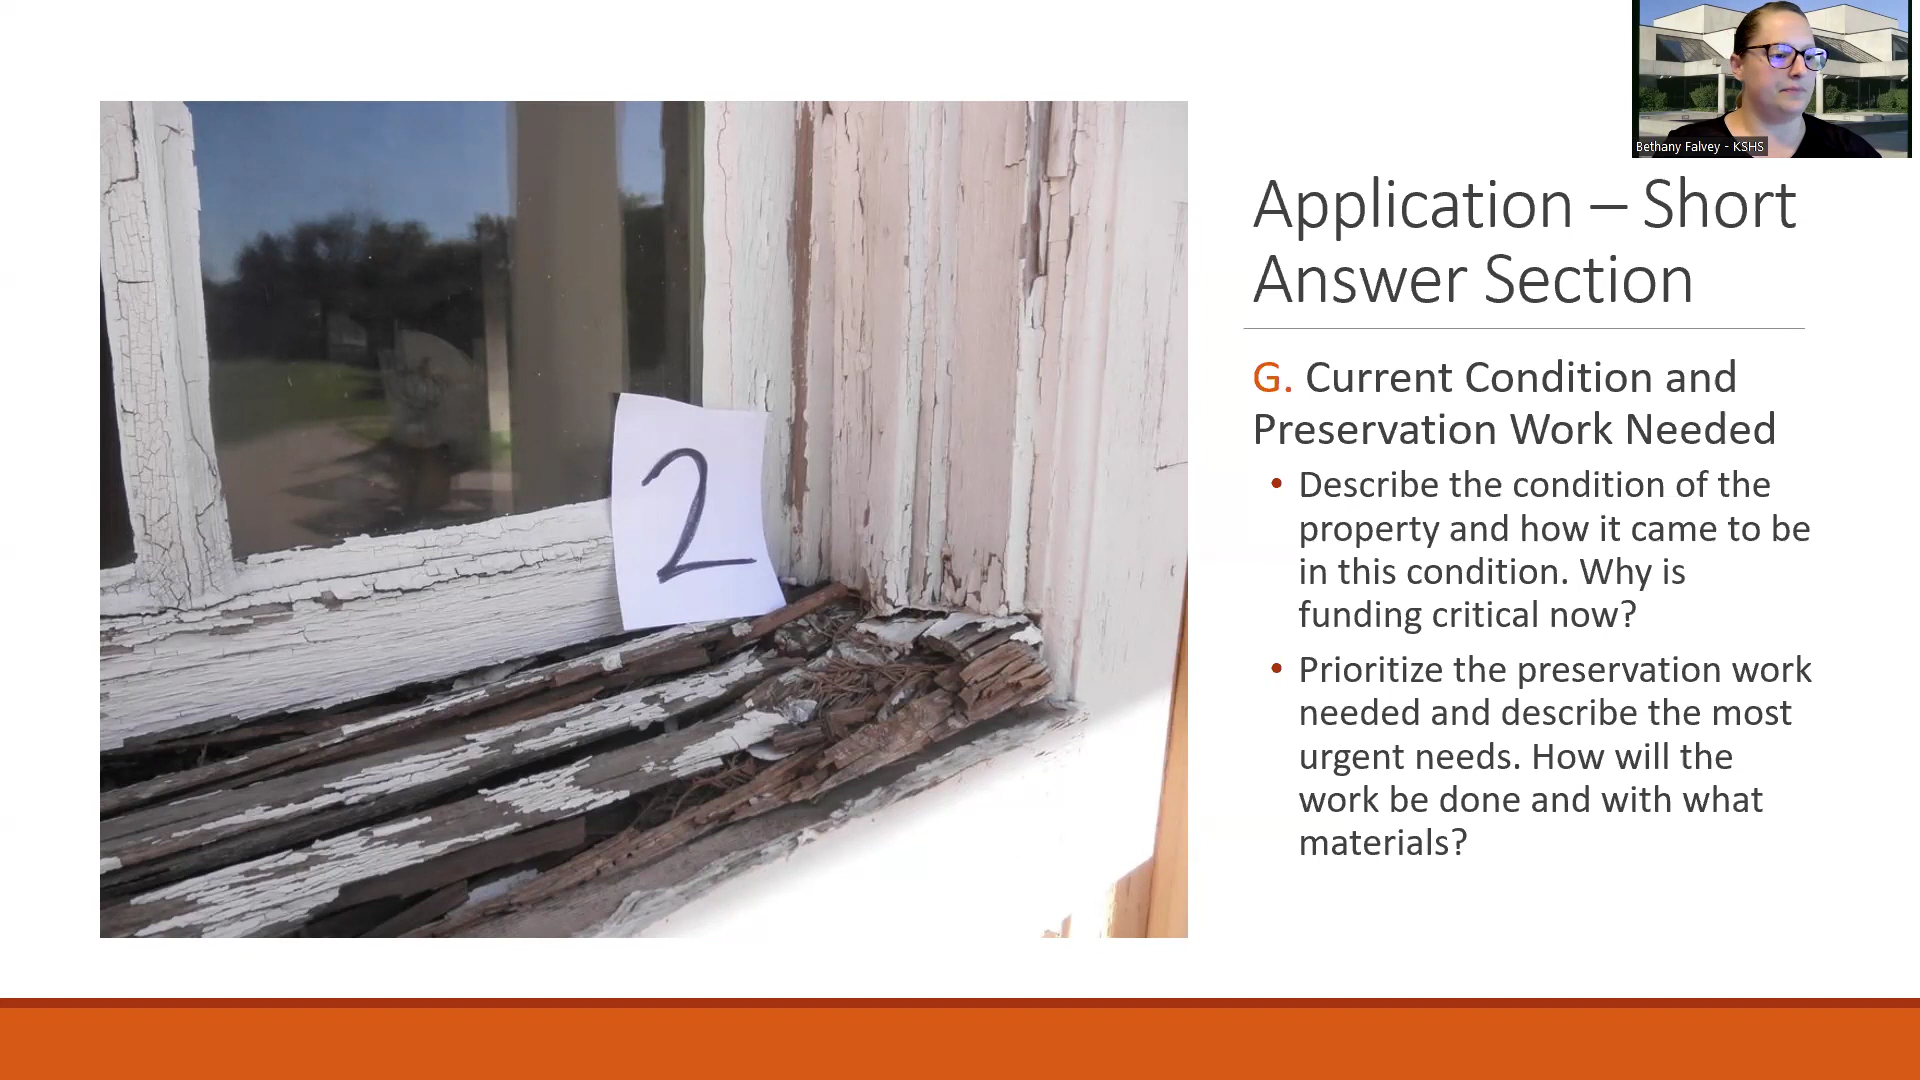 Bethany Falvey - KSHS
Application – Short
Answer Section
G. Current Condition and
Preservation Work Needed
• Describe the condition of the
property and how it came to be
in this condition. Why is
funding critical now?
• Prioritize the preservation work
needed and describe the most
urgent needs. How will the
work be done and with what
materials?
2